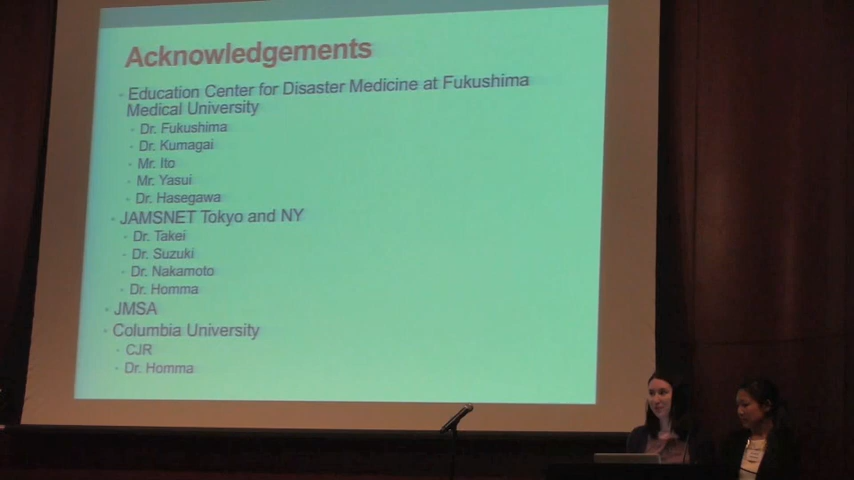 Acknowledgements
Education Center for Disaster Medicine at Fukushima
Medical University
Dr. Fukushima
Dr. Kumagai
Mr. Ito
Mr. Yasui
Dr. Hasegawa
JAMSNET Tokyo and NY
Dr. Takei
Dr. Suzuki
Dr. Nakamoto
Dr. Homma
JMSA
Columbia University
CJR
Dr. Homma